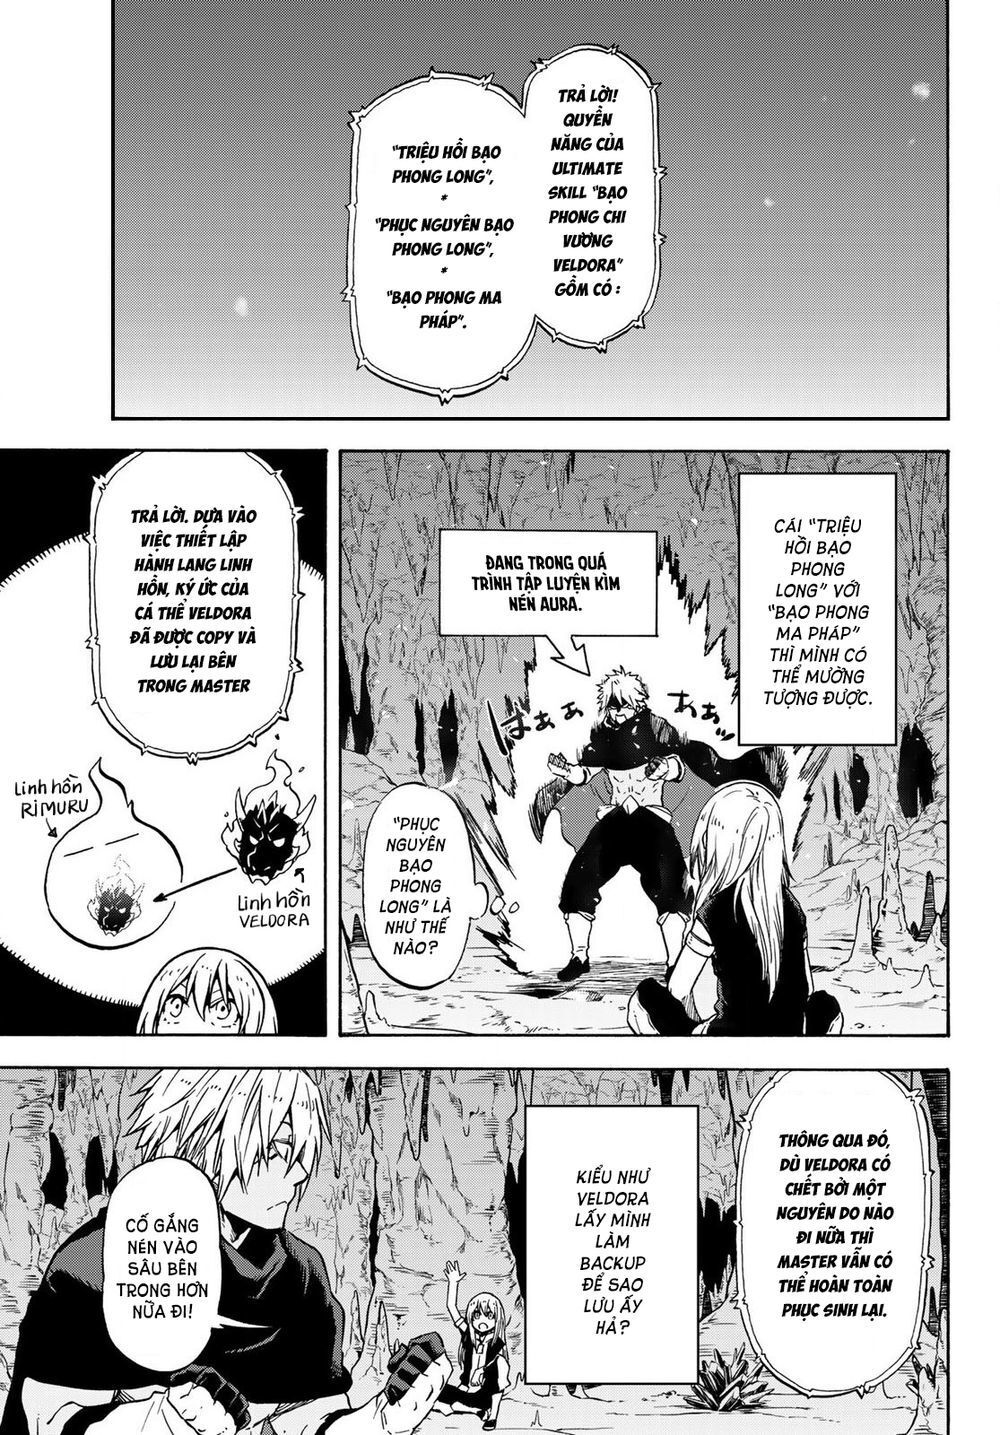 TRẢ LỜI!
QUYỀN
NĂNG CỦA
ULTIMATE
SKILL "BẠO
PHONG CHI
VƯƠNG
VELDORA"
GỒM CÓ :
"TRIỆU HỒI BẠO
PHONG LONG",
*
"PHỤC NGUYÊN BẠO
PHONG LONG",
*
"BẠO PHONG MA
PHÁP".
CÁI "TRIỆU
HỒI BẠO
PHONG
LONG" VỚI
"BẠO PHONG
MA PHÁP"
THÌ MÌNH CÓ
THỂ MƯỜNG
TƯỢNG ĐƯỢC.
ĐANG TRONG QUÁ
TRÌNH TẬP LUYỆN KÌM
NÉN AURA.
はぁぁ
ぁぁッ
"PHỤC
NGUYÊN
BẠO
PHONG
LONG" LÀ
NHƯ THẾ
NÀO?
TRẢ LỜI. DỰA VÀO
VIỆC THIẾT LẬP
HÀNH LANG LINH
HỒN, KÝ ỨC CỦA
CÁ THỂ VELDORA
ĐÃ ĐƯỢC COPY VÀ
LƯU LẠI BÊN
TRONG MASTER
Linh hồn
RIMURU
Linh hồn
VELDORA
THÔNG QUA ĐÓ,
DÙ VELDORA CÓ
CHẾT BỞI MỘT
NGUYÊN DO NÀO
ĐI NỮA THÌ
MASTER VẪN CÓ
THỂ HOÀN TOÀN
PHỤC SINH LẠI.
KIỂU NHƯ
VELDORA
LẤY MÌNH
LÀM
BACKUP
ĐỂ SAO
LƯU ẤY
HẢ?
CỐ GẮNG
NÉN VÀO
SÂU BÊN
TRONG HƠN
NỮA ĐI!